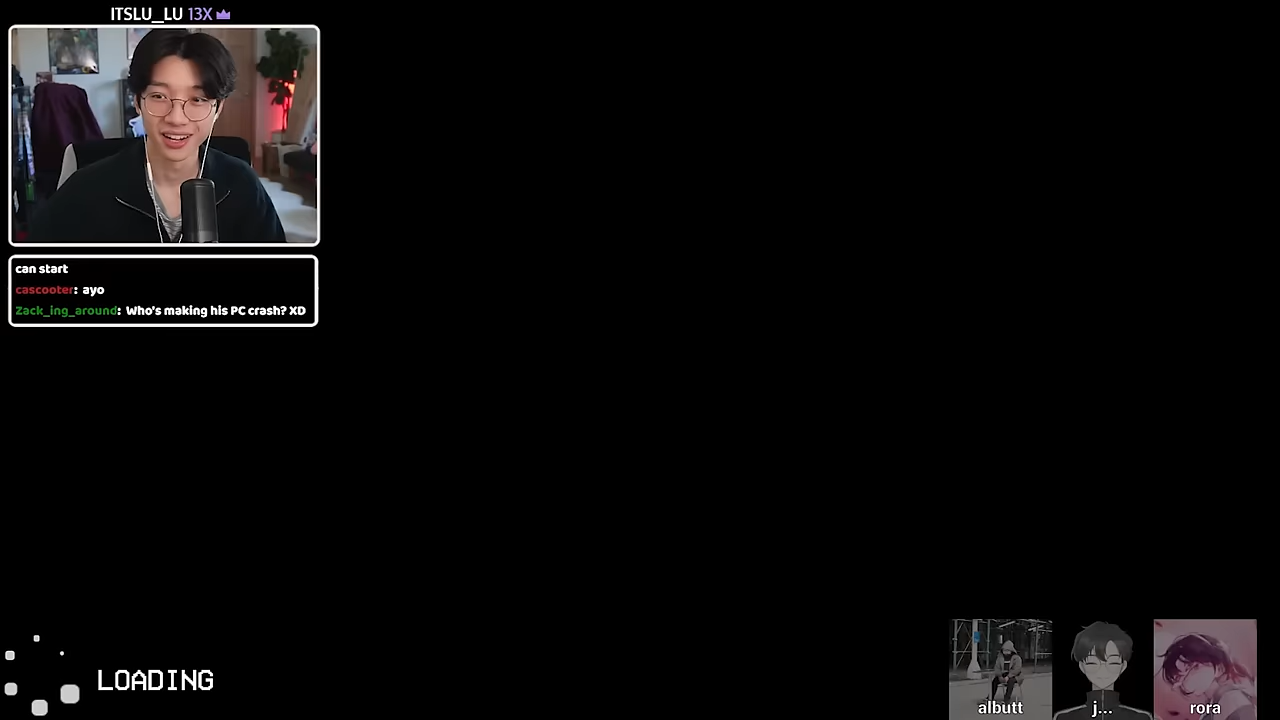 ITSLU_LU 13X
can start
cascooter: ayo
Zack_ing_around: Who's making his PC crash? XD
LOADING
albutt
j...
rora